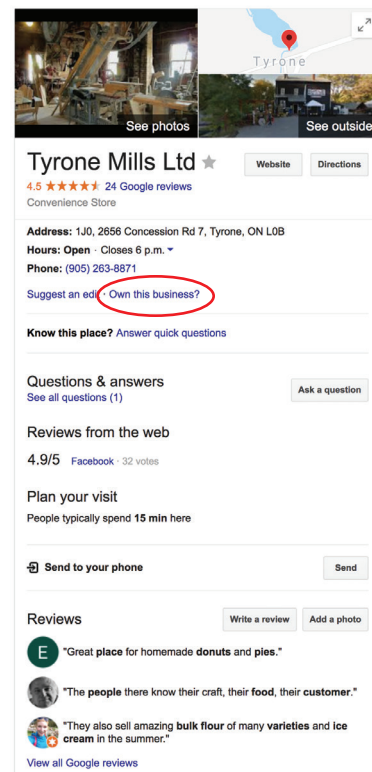 Tyrone
See photos
See outside
Tyrone Mills Ltd
Website
Directions
4.5 ★★★★★ 24 Google reviews
Convenience Store
Address: 1J0, 2656 Concession Rd 7, Tyrone, ON L0B
Hours: Open · Closes 6 p.m.
Phone: (905) 263-8871
Suggest an edit · Own this business?
Know this place? Answer quick questions
Questions & answers
See all questions (1)
Ask a question
Reviews from the web
4.9/5 Facebook · 32 votes
Plan your visit
People typically spend 15 min here
Send to your phone
Send
Reviews
Write a review
Add a photo
E
"Great place for homemade donuts and pies."
"The people there know their craft, their food, their customer."
"They also sell amazing bulk flour of many varieties and ice
cream in the summer."
View all Google reviews